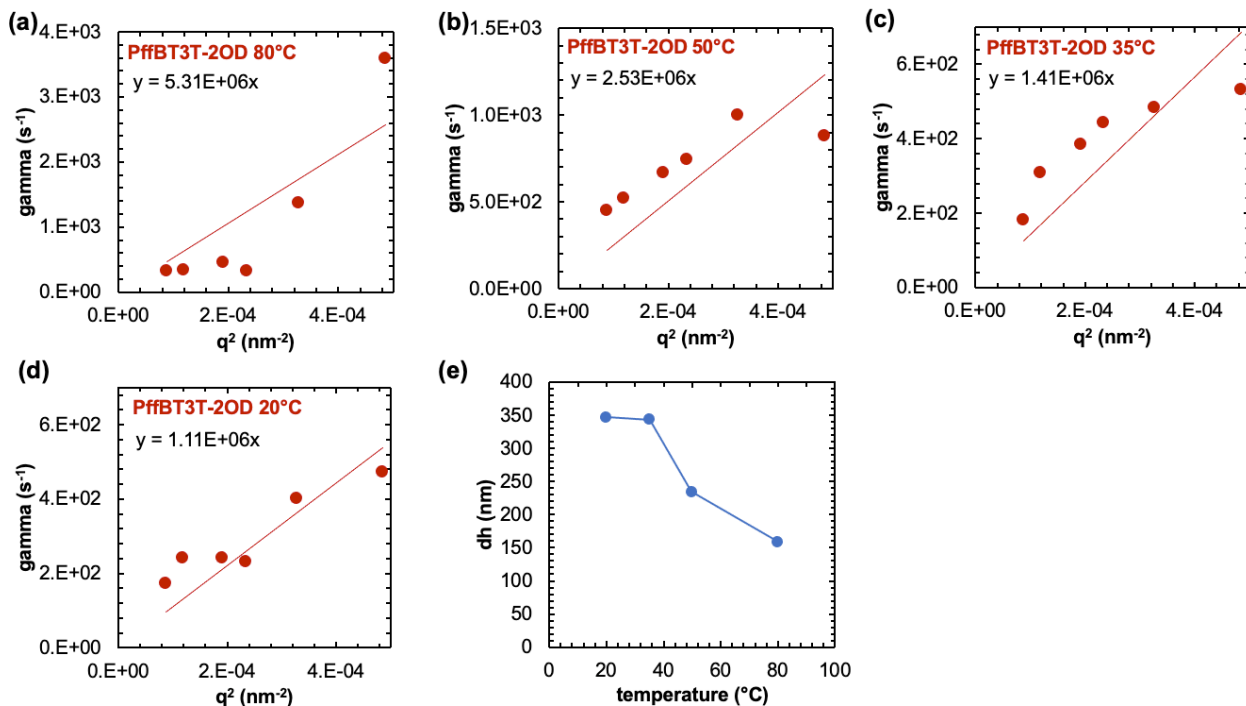 (a)
PffBT3T-2OD 80°C
y = 5.31E+06x
4.E+03
3.E+03
2.E+03
1.E+03
0.E+00
gamma (s⁻¹)
0.E+00 2.E-04 4.E-04
q² (nm⁻²)
(b)
PffBT3T-2OD 50°C
y = 2.53E+06x
1.5E+03
1.0E+03
5.0E+02
0.0E+00
gamma (s⁻¹)
0.E+00 2.E-04 4.E-04
q² (nm⁻²)
(c)
PffBT3T-2OD 35°C
y = 1.41E+06x
6.E+02
4.E+02
2.E+02
0.E+00
gamma (s⁻¹)
0.E+00 2.E-04 4.E-04
q² (nm⁻²)
(d)
PffBT3T-2OD 20°C
y = 1.11E+06x
6.E+02
4.E+02
2.E+02
0.E+00
gamma (s⁻¹)
0.E+00 2.E-04 4.E-04
q² (nm⁻²)
(e)
400
350
300
250
200
150
100
50
0
dh (nm)
0 20 40 60 80 100
temperature (°C)